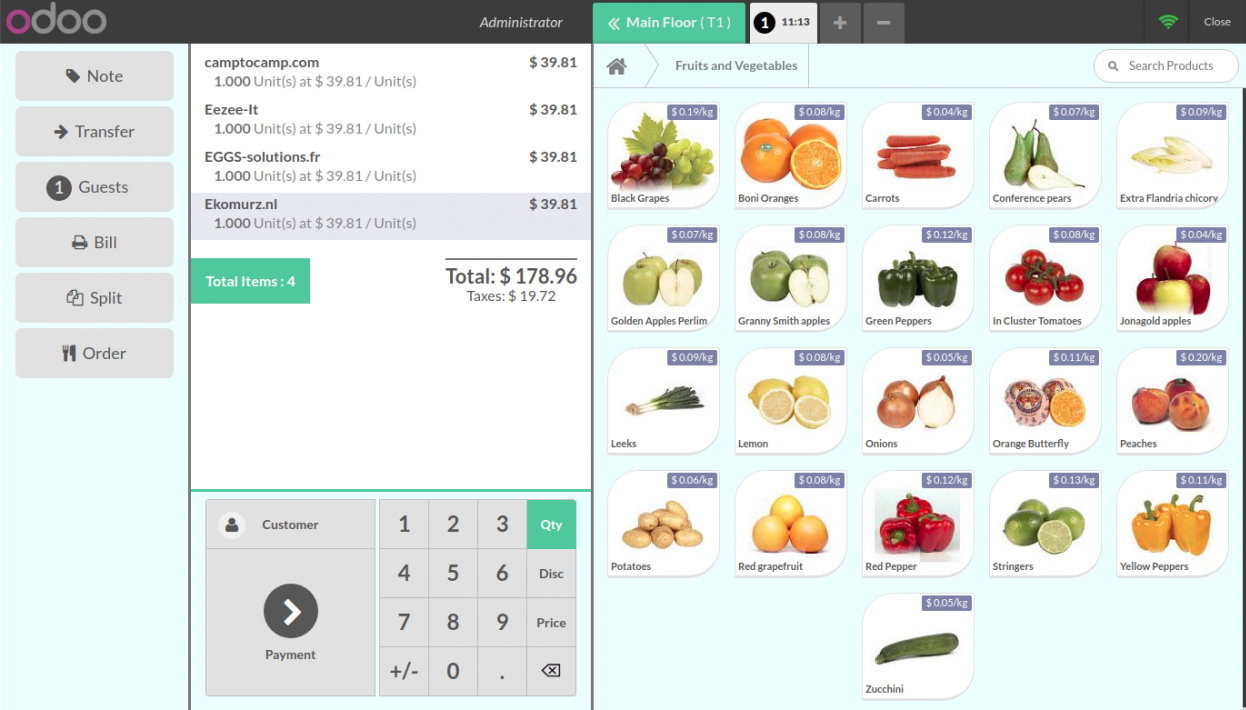 odoo
Administrator
Main Floor ( T1 )
1 11:13
+
−
Close
Note
Transfer
1 Guests
Bill
Split
Order
camptocamp.com $ 39.81
1.000 Unit(s) at $ 39.81 / Unit(s)
Eezee-It $ 39.81
1.000 Unit(s) at $ 39.81 / Unit(s)
EGGS-solutions.fr $ 39.81
1.000 Unit(s) at $ 39.81 / Unit(s)
Ekomurz.nl $ 39.81
1.000 Unit(s) at $ 39.81 / Unit(s)
Total Items : 4
Total: $ 178.96
Taxes: $ 19.72
Customer
Payment
1 2 3 Qty
4 5 6 Disc
7 8 9 Price
+/- 0 .
Fruits and Vegetables
Search Products
$ 0.19/kg
Black Grapes
$ 0.08/kg
Boni Oranges
$ 0.04/kg
Carrots
$ 0.07/kg
Conference pears
$ 0.09/kg
Extra Flandria chicory
$ 0.07/kg
Golden Apples Perlim
$ 0.08/kg
Granny Smith apples
$ 0.12/kg
Green Peppers
$ 0.08/kg
In Cluster Tomatoes
$ 0.04/kg
Jonagold apples
$ 0.09/kg
Leeks
$ 0.08/kg
Lemon
$ 0.05/kg
Onions
$ 0.11/kg
Orange Butterfly
$ 0.20/kg
Peaches
$ 0.06/kg
Potatoes
$ 0.08/kg
Red grapefruit
$ 0.12/kg
Red Pepper
$ 0.13/kg
Stringers
$ 0.11/kg
Yellow Peppers
$ 0.05/kg
Zucchini